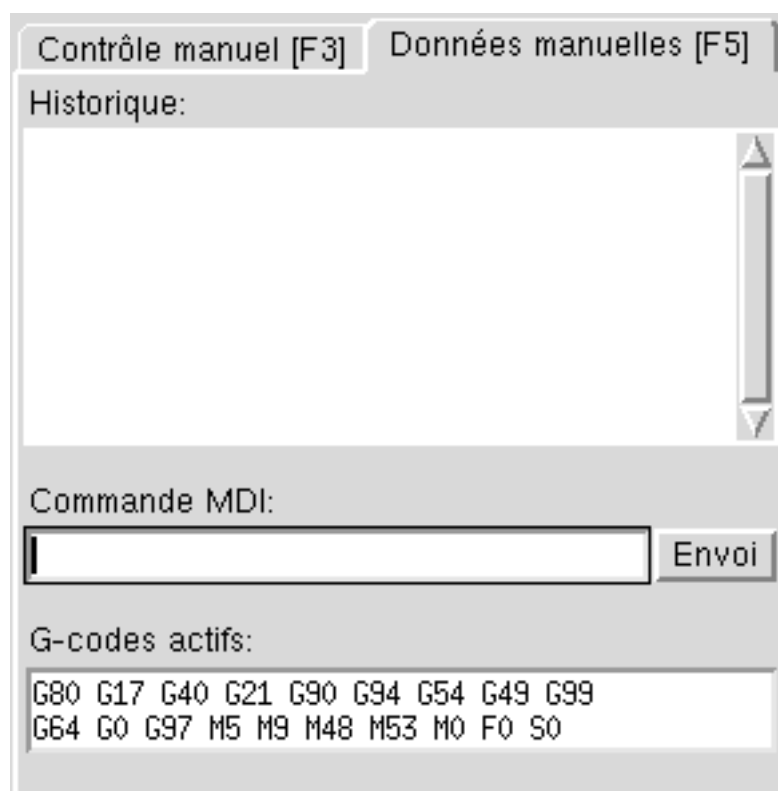 Contrôle manuel [F3] Données manuelles [F5]
Historique:
Commande MDI:
Envoi
G-codes actifs:
G80 G17 G40 G21 G90 G94 G54 G49 G99
G64 G0 G97 M5 M9 M48 M53 M0 F0 S0